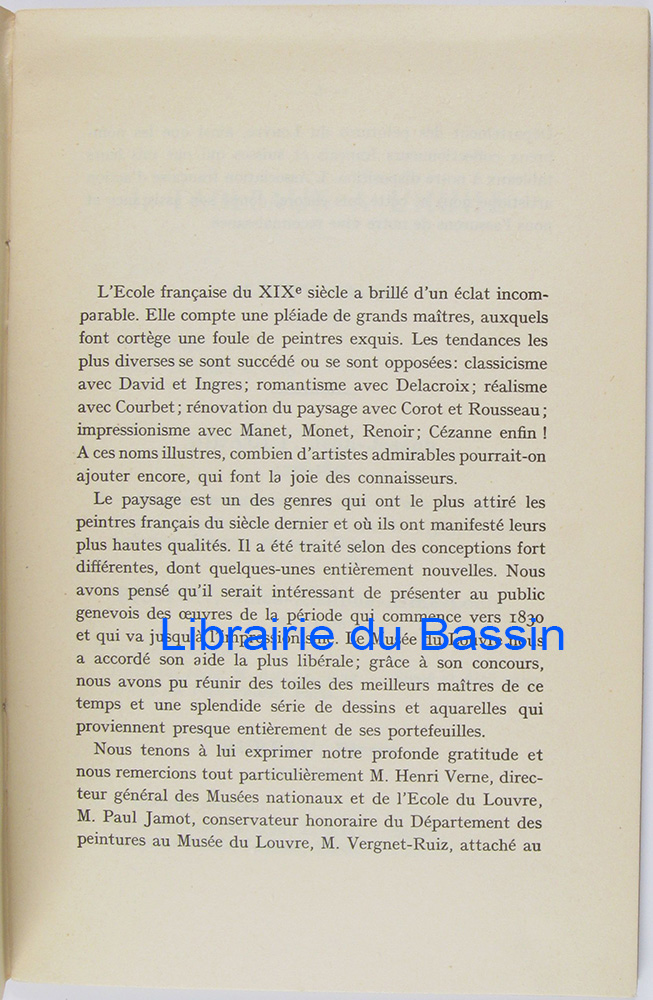 L'Ecole française du XIXe siècle a brillé d'un éclat incom-
parable. Elle compte une pléiade de grands maîtres, auxquels
font cortège une foule de peintres exquis. Les tendances les
plus diverses se sont succédé ou se sont opposées: classicisme
avec David et Ingres; romantisme avec Delacroix; réalisme
avec Courbet; rénovation du paysage avec Corot et Rousseau;
impressionisme avec Manet, Monet, Renoir; Cézanne enfin !
A ces noms illustres, combien d'artistes admirables pourrait-on
ajouter encore, qui font la joie des connaisseurs.
Le paysage est un des genres qui ont le plus attiré les
peintres français du siècle dernier et où ils ont manifesté leurs
plus hautes qualités. Il a été traité selon des conceptions fort
différentes, dont quelques-unes entièrement nouvelles. Nous
avons pensé qu'il serait intéressant de présenter au public
genevois des œuvres de la période qui commence vers 1830
et qui va jusqu'à l'impressionisme. Le Musée du Louvre nous
Librairie du Bassin
a accordé son aide la plus libérale; grâce à son concours,
nous avons pu réunir des toiles des meilleurs maîtres de ce
temps et une splendide série de dessins et aquarelles qui
proviennent presque entièrement de ses portefeuilles.
Nous tenons à lui exprimer notre profonde gratitude et
nous remercions tout particulièrement M. Henri Verne, direc-
teur général des Musées nationaux et de l'Ecole du Louvre,
M. Paul Jamot, conservateur honoraire du Département des
peintures au Musée du Louvre, M. Vergnet-Ruiz, attaché au